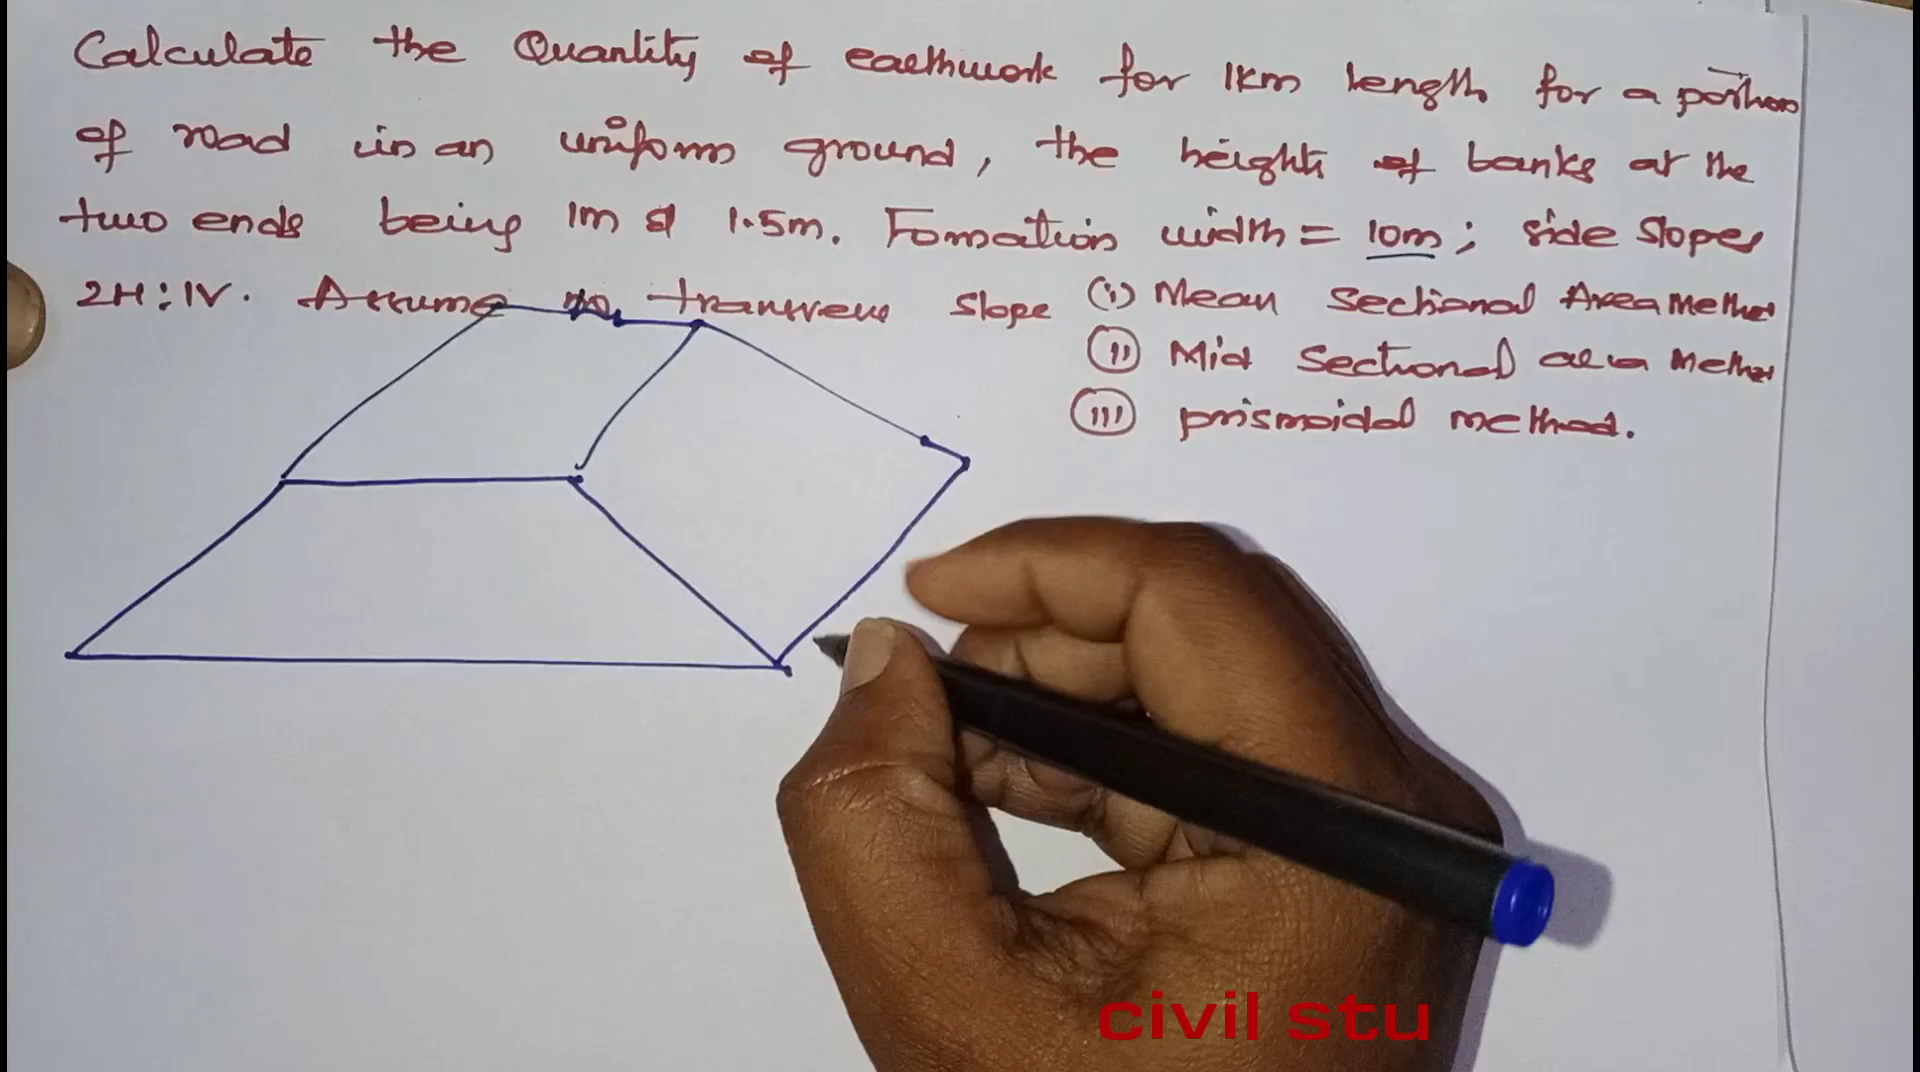 Calculate the Quantity of earthwork for 1km length for a portion
of road in an uniform ground, the heights of banks at the
two ends being 1m & 1.5m. Formation width = 10m; side slopes
2H:1V. Assume no transvers slope (i) Mean Sectional Area Method
(ii) Mid Sectional area Method
(iii) prismoidal method.
civil stu